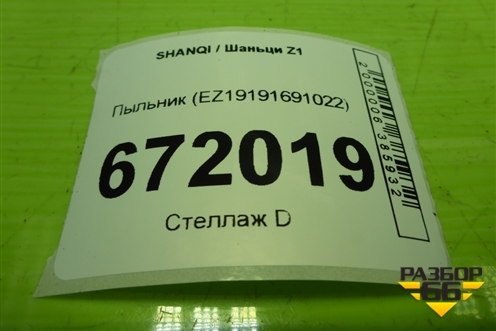 SHANQI / Шаньци Z1
Пыльник (EZ19191691022)
672019
Стеллаж D
2000006385932
РАЗБОР
66